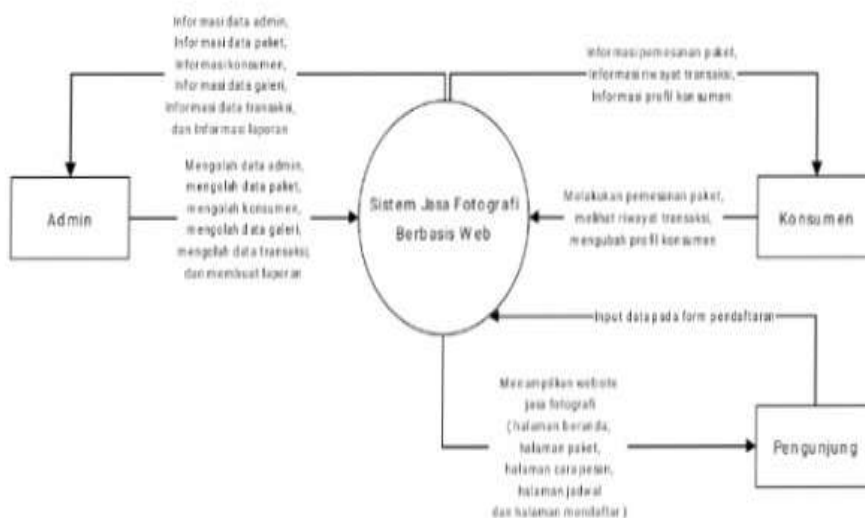 Informasi data admin,
Informasi data paket,
Informasi konsumen,
Informasi data galeri,
Informasi data transaksi,
dan Informasi laporan
Informasi pemesanan paket,
Informasi riwayat transaksi,
Informasi profil konsumen
Admin
Mengolah data admin,
mengolah data paket,
mengolah konsumen,
mengolah data galeri,
mengolah data transaksi,
dan membuat laporan
Sistem Jasa Fotografi
Berbasis Web
Melakukan pemesanan paket,
melihat riwayat transaksi,
mengubah profil konsumen
Konsumen
Input data pada form pendaftaran
Menampilkan website
jasa fotografi
( halaman beranda,
halaman paket,
halaman cara pesan,
halaman jadwal
dan halaman mendaftar )
Pengunjung